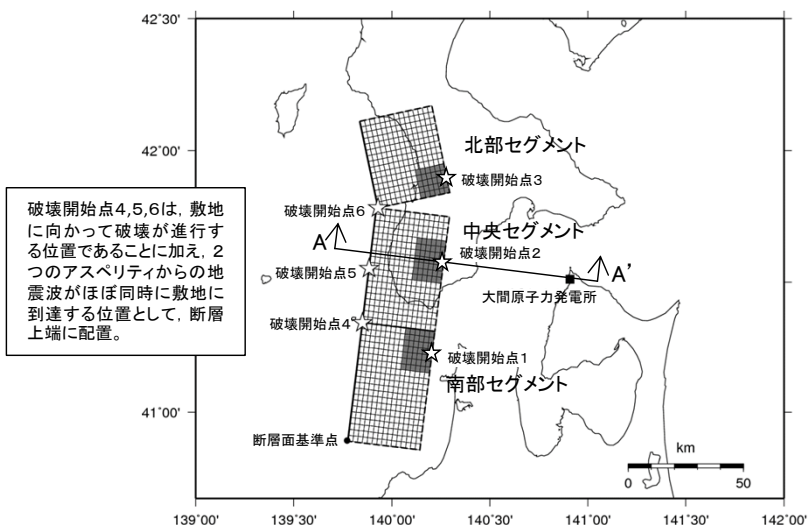 42°30'
42°00'
41°00'
139°00'
139°30'
140°00'
140°30'
141°00'
141°30'
142°00'
北部セグメント
破壊開始点3
破壊開始点6
中央セグメント
A
破壊開始点2
A'
破壊開始点5
大間原子力発電所
破壊開始点4
破壊開始点1
南部セグメント
断層面基準点
km
0
50
破壊開始点4,5,6は，敷地
に向かって破壊が進行す
る位置であることに加え，２
つのアスペリティからの地
震波がほぼ同時に敷地に
到達する位置として，断層
上端に配置。